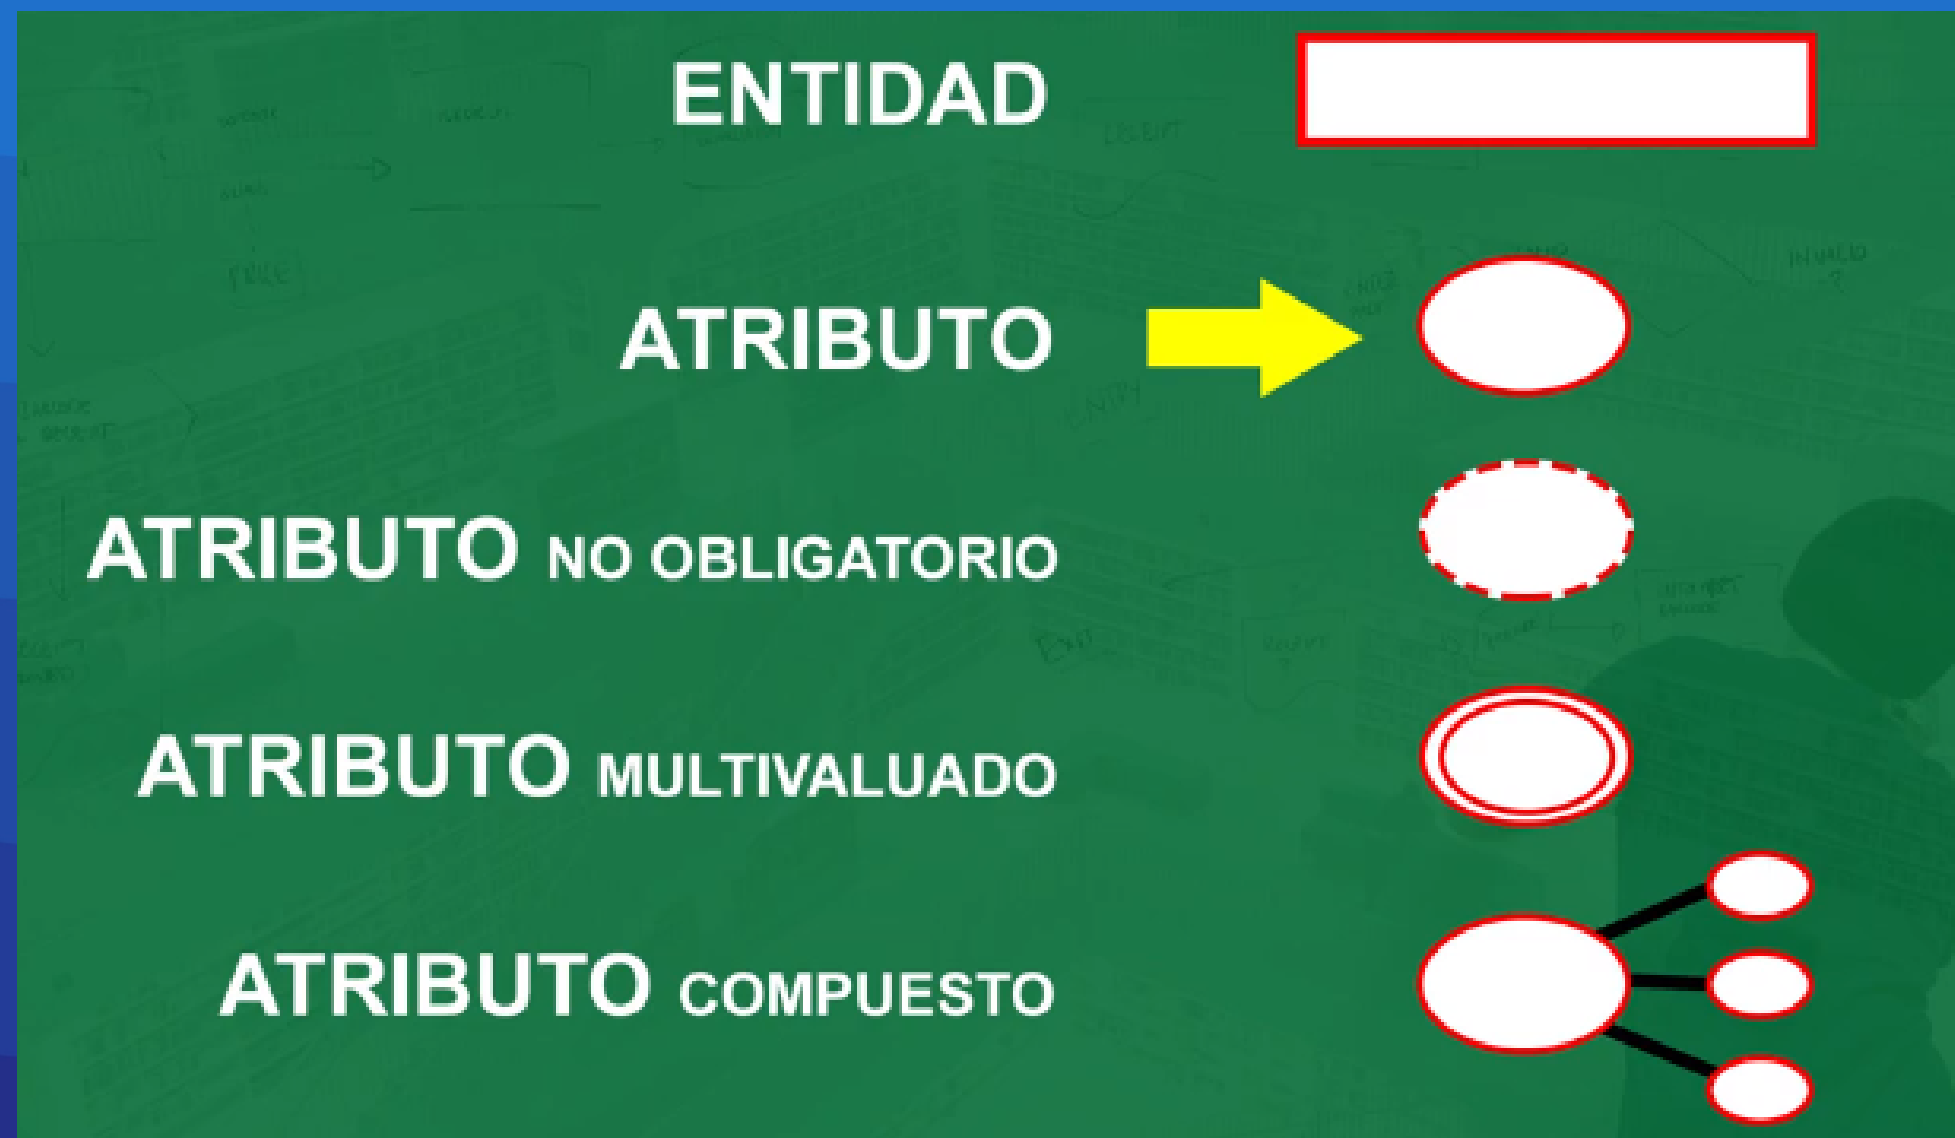 ENTIDAD
ATRIBUTO
ATRIBUTO NO OBLIGATORIO
ATRIBUTO MULTIVALUADO
ATRIBUTO COMPUESTO